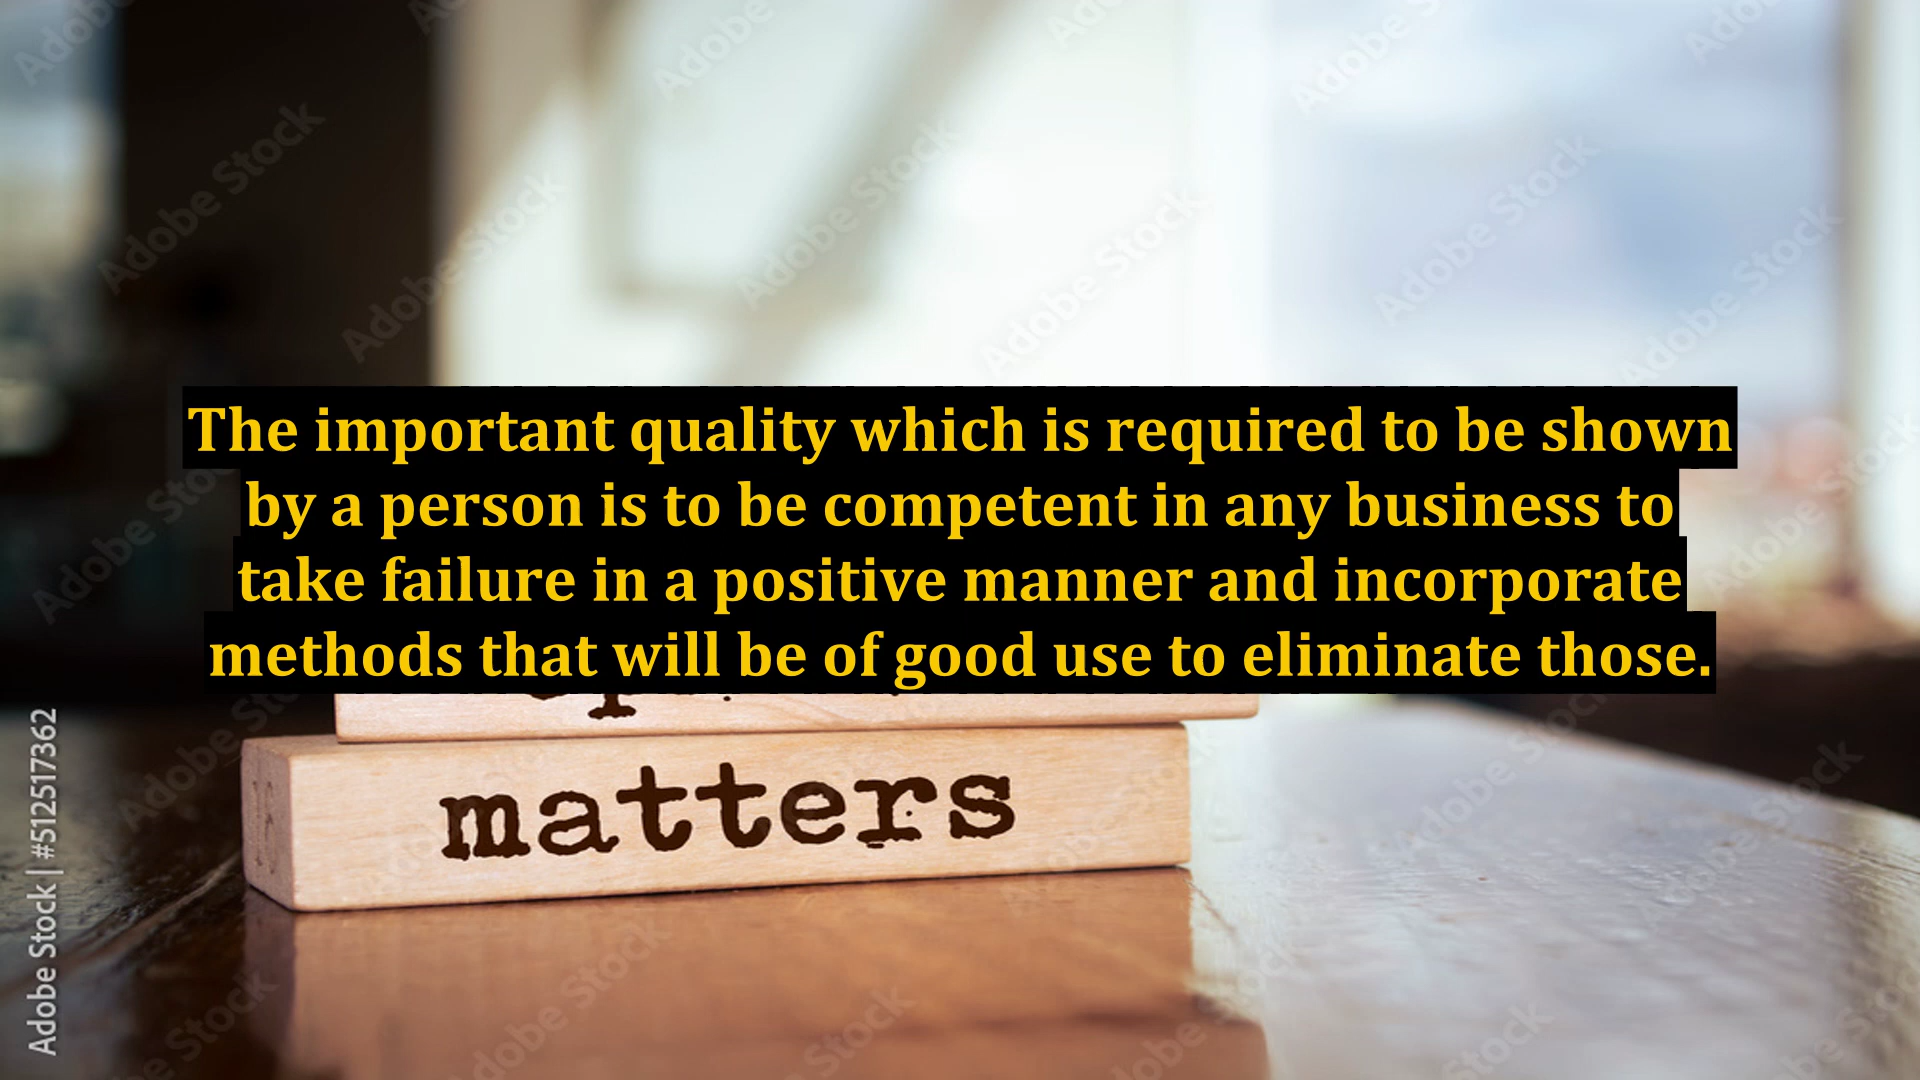 The important quality which is required to be shown
by a person is to be competent in any business to
take failure in a positive manner and incorporate
methods that will be of good use to eliminate those.
matters
Adobe Stock | #512517362
Adobe Stock